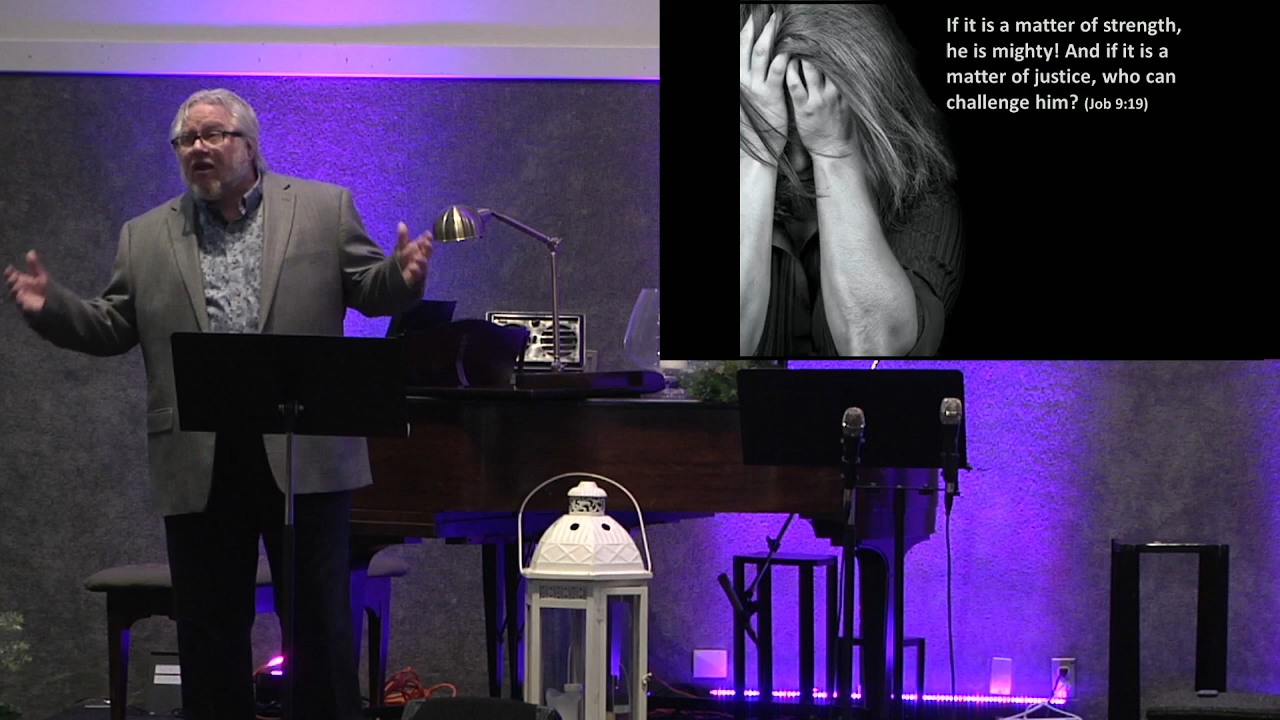 If it is a matter of strength,
he is mighty! And if it is a
matter of justice, who can
challenge him? (Job 9:19)